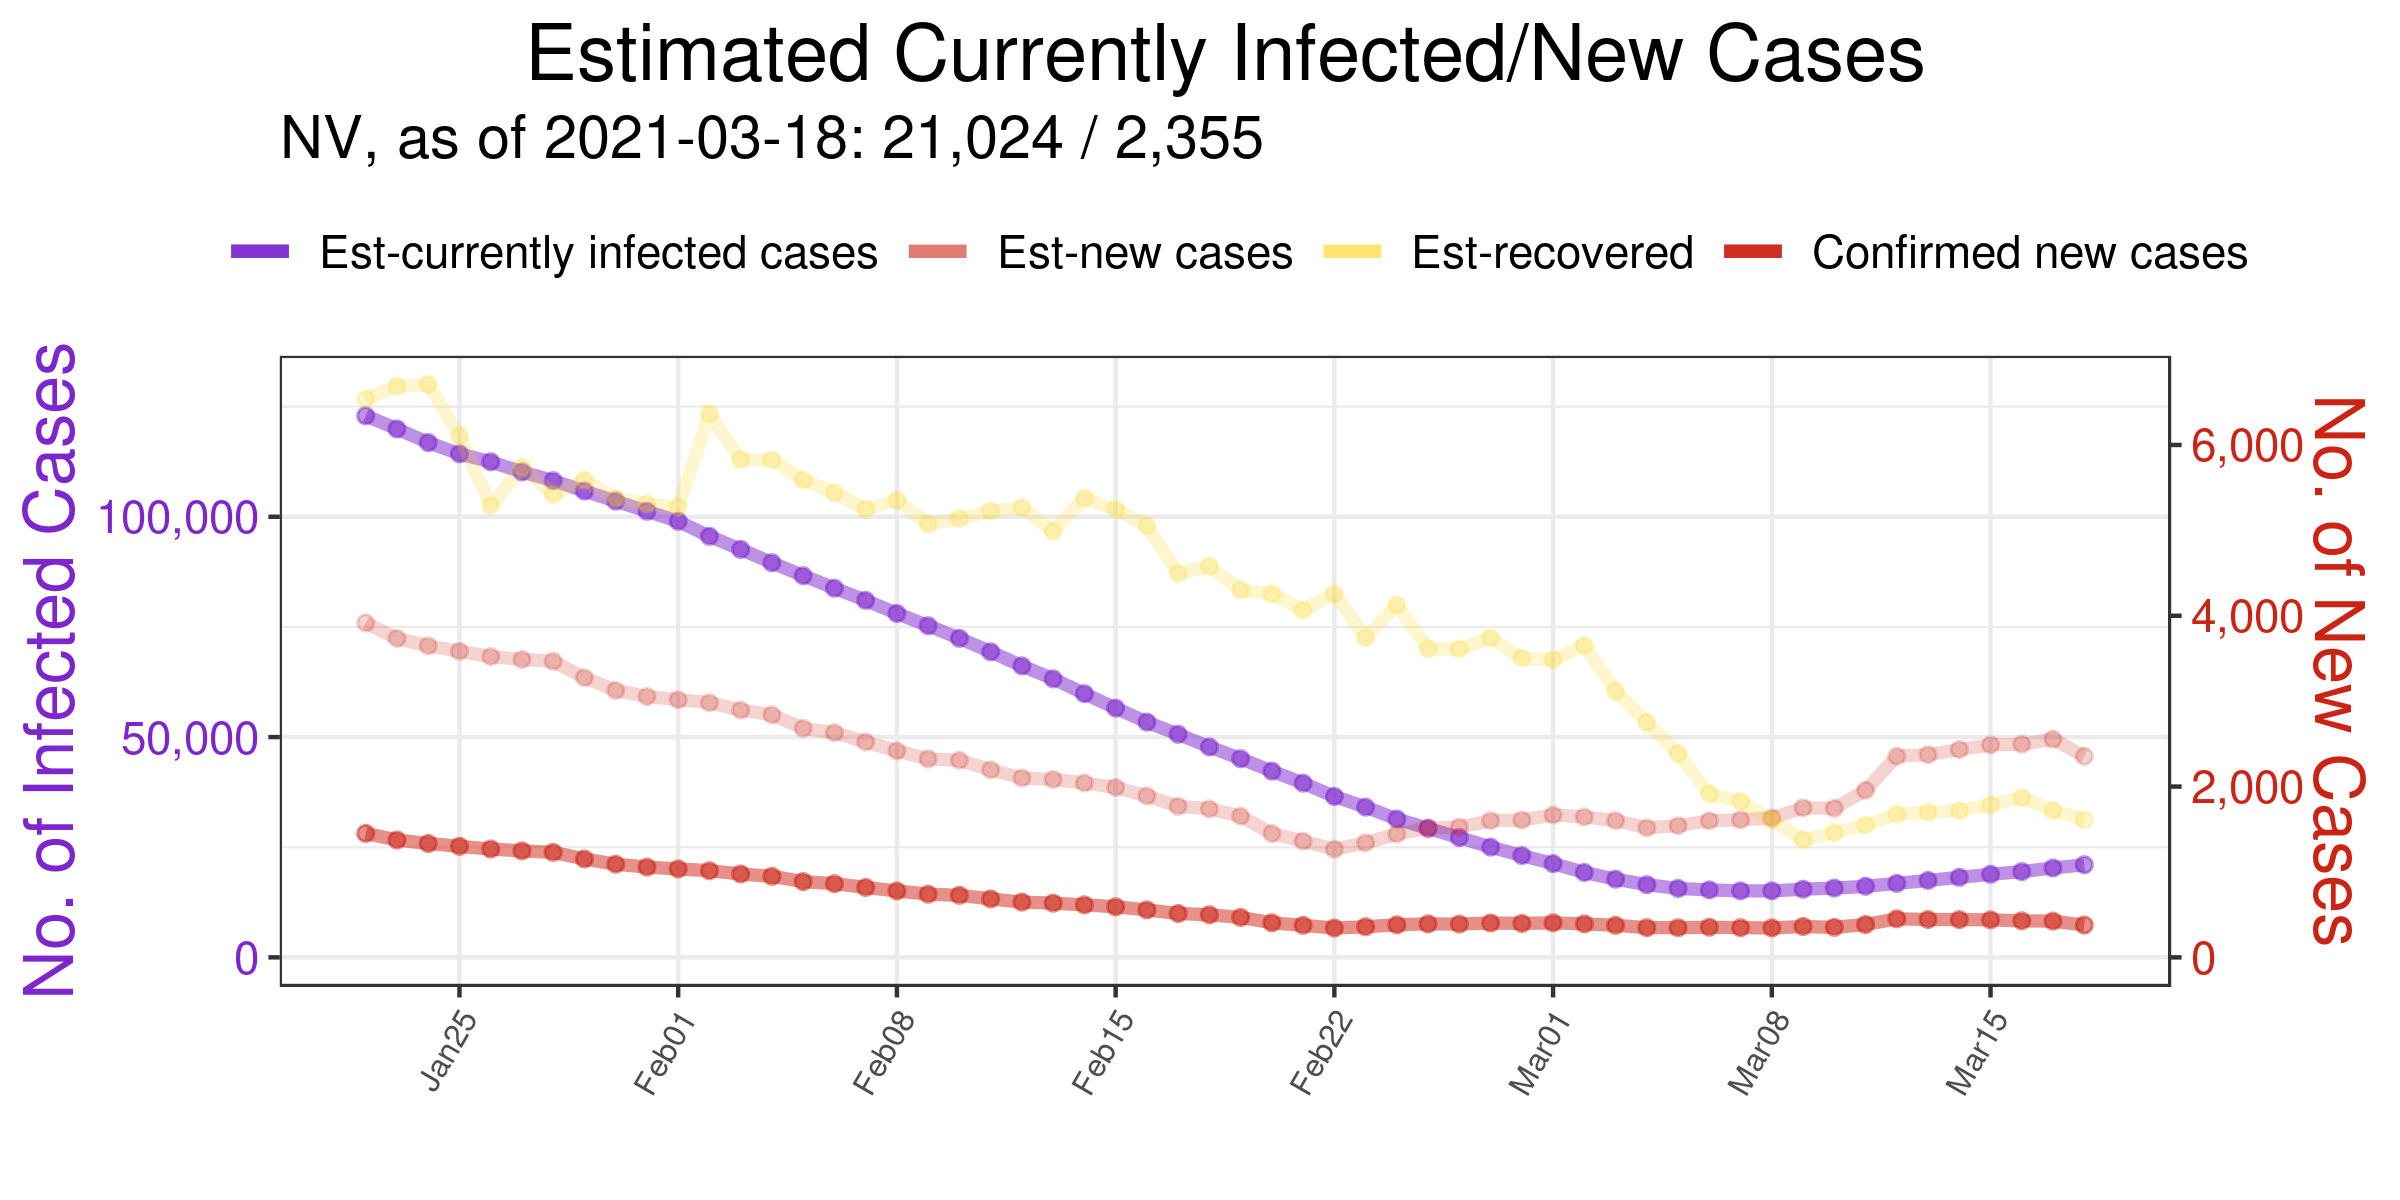 Estimated Currently Infected/New Cases
NV, as of 2021-03-18: 21,024 / 2,355
Est-currently infected cases Est-new cases Est-recovered Confirmed new cases
No. of Infected Cases
100,000
50,000
0
6,000
4,000
2,000
0
No. of New Cases
Jan25 Feb01 Feb08 Feb15 Feb22 Mar01 Mar08 Mar15